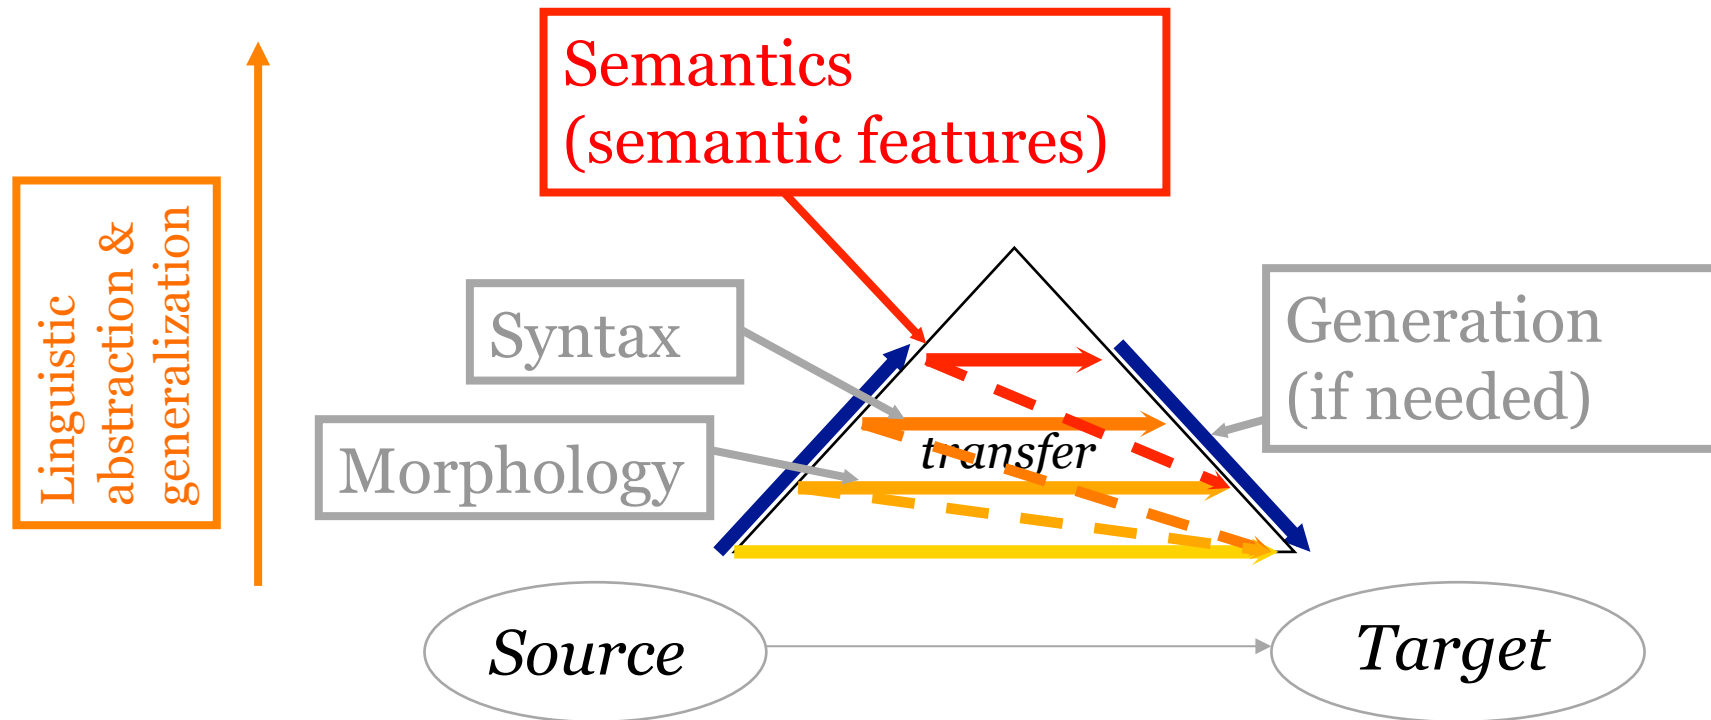 Semantics
(semantic features)
Linguistic
abstraction &
generalization
Syntax
Generation
(if needed)
Morphology
transfer
Source
Target